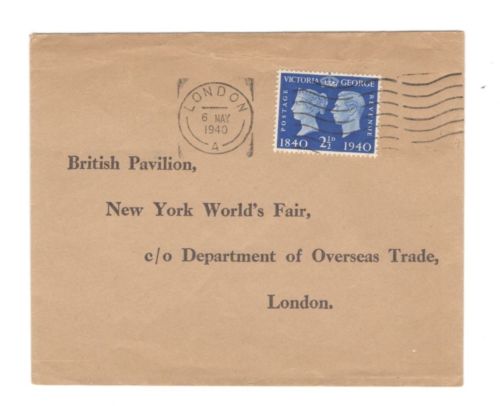 LONDON
6 MAY
1940
A
VICTORIA GEORGE
POSTAGE
REVENUE
1840 2½D 1940
British Pavilion,
New York World's Fair,
c/o Department of Overseas Trade,
London.